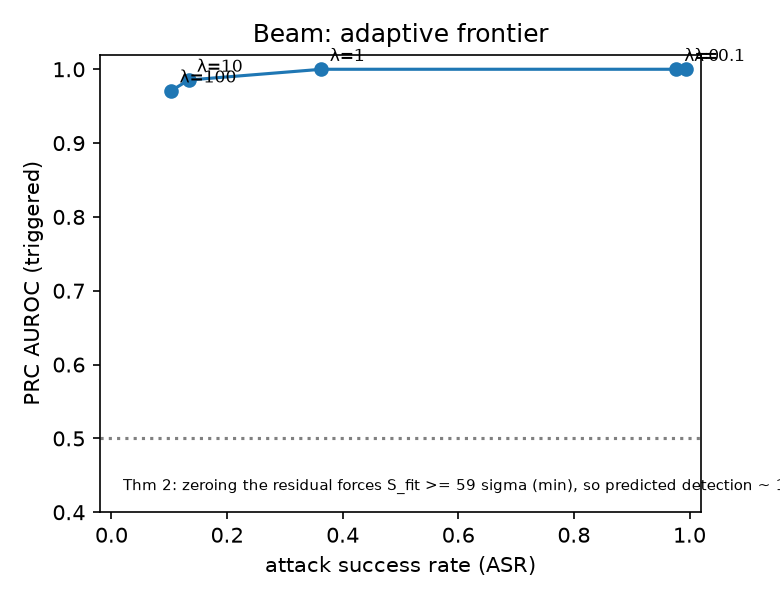 Beam: adaptive frontier
λ=1
λ=10
λ=100
1.0
0.9
0.8
0.7
0.6
0.5
0.4
PRC AUROC (triggered)
Thm 2: zeroing the residual forces S_fit >= 59 sigma (min), so predicted detection ~
0.0
0.2
0.4
0.6
0.8
1.0
attack success rate (ASR)